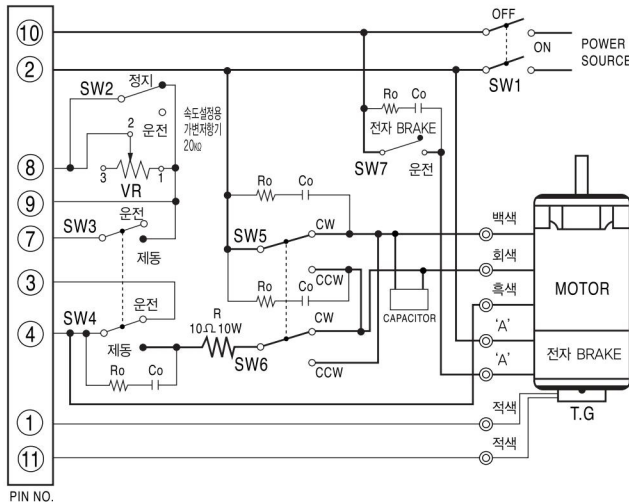 OFF
ON
POWER
SOURCE
SW1
10
2
SW2
정지
운전
속도설정용
가변저항기
20㏀
Ro
Co
전자 BRAKE
SW7
운전
8
2
3
1
VR
9
7
SW3
운전
제동
Ro
Co
SW5
CW
CCW
백색
회색
흑색
'A'
'A'
MOTOR
전자 BRAKE
T.G
3
4
SW4
운전
제동
R
10Ω 10W
Ro
Co
SW6
CW
CCW
CAPACITOR
Ro
Co
1
적색
11
적색
PIN NO.